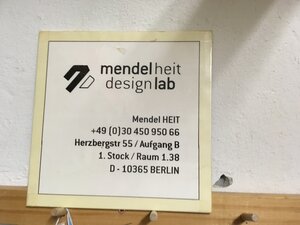 mendel heit
design lab
Mendel HEIT
+49 (0)30 450 950 66
Herzbergstr 55 / Aufgang B
1. Stock / Raum 1.38
D - 10365 BERLIN